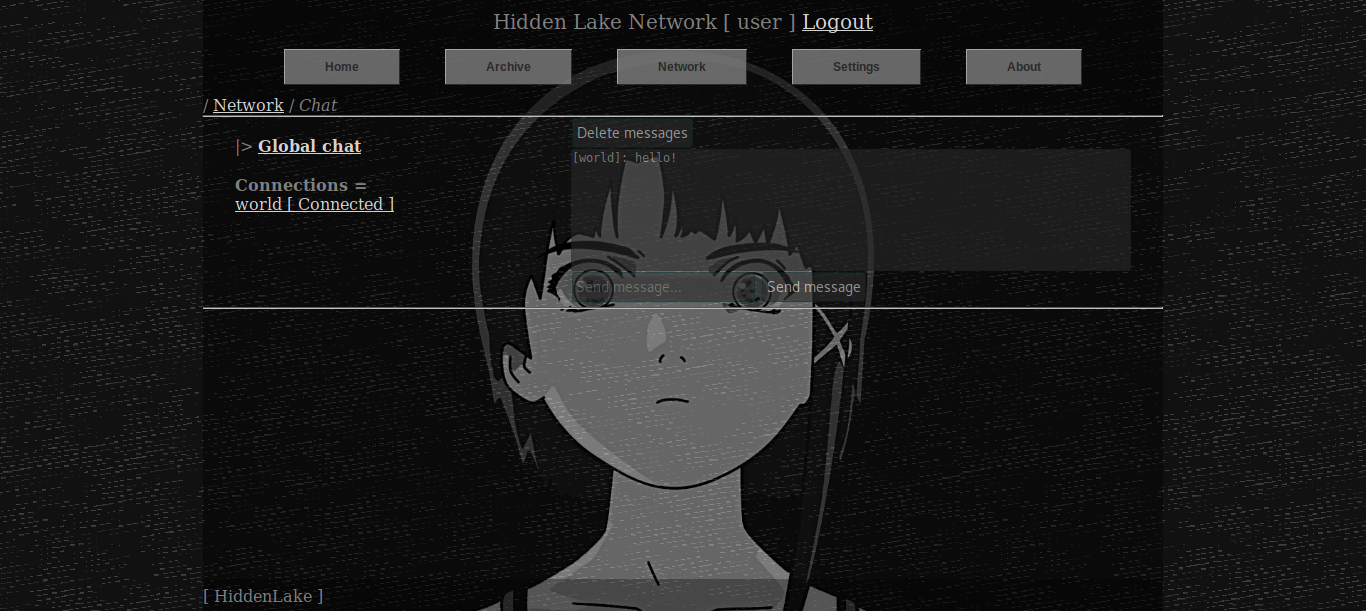 Hidden Lake Network [ user ] Logout
Home Archive Network Settings About
/ Network / Chat
|> Global chat
Connections =
world [ Connected ]
Delete messages
[world]: hello!
Send message... Send message
[ HiddenLake ]